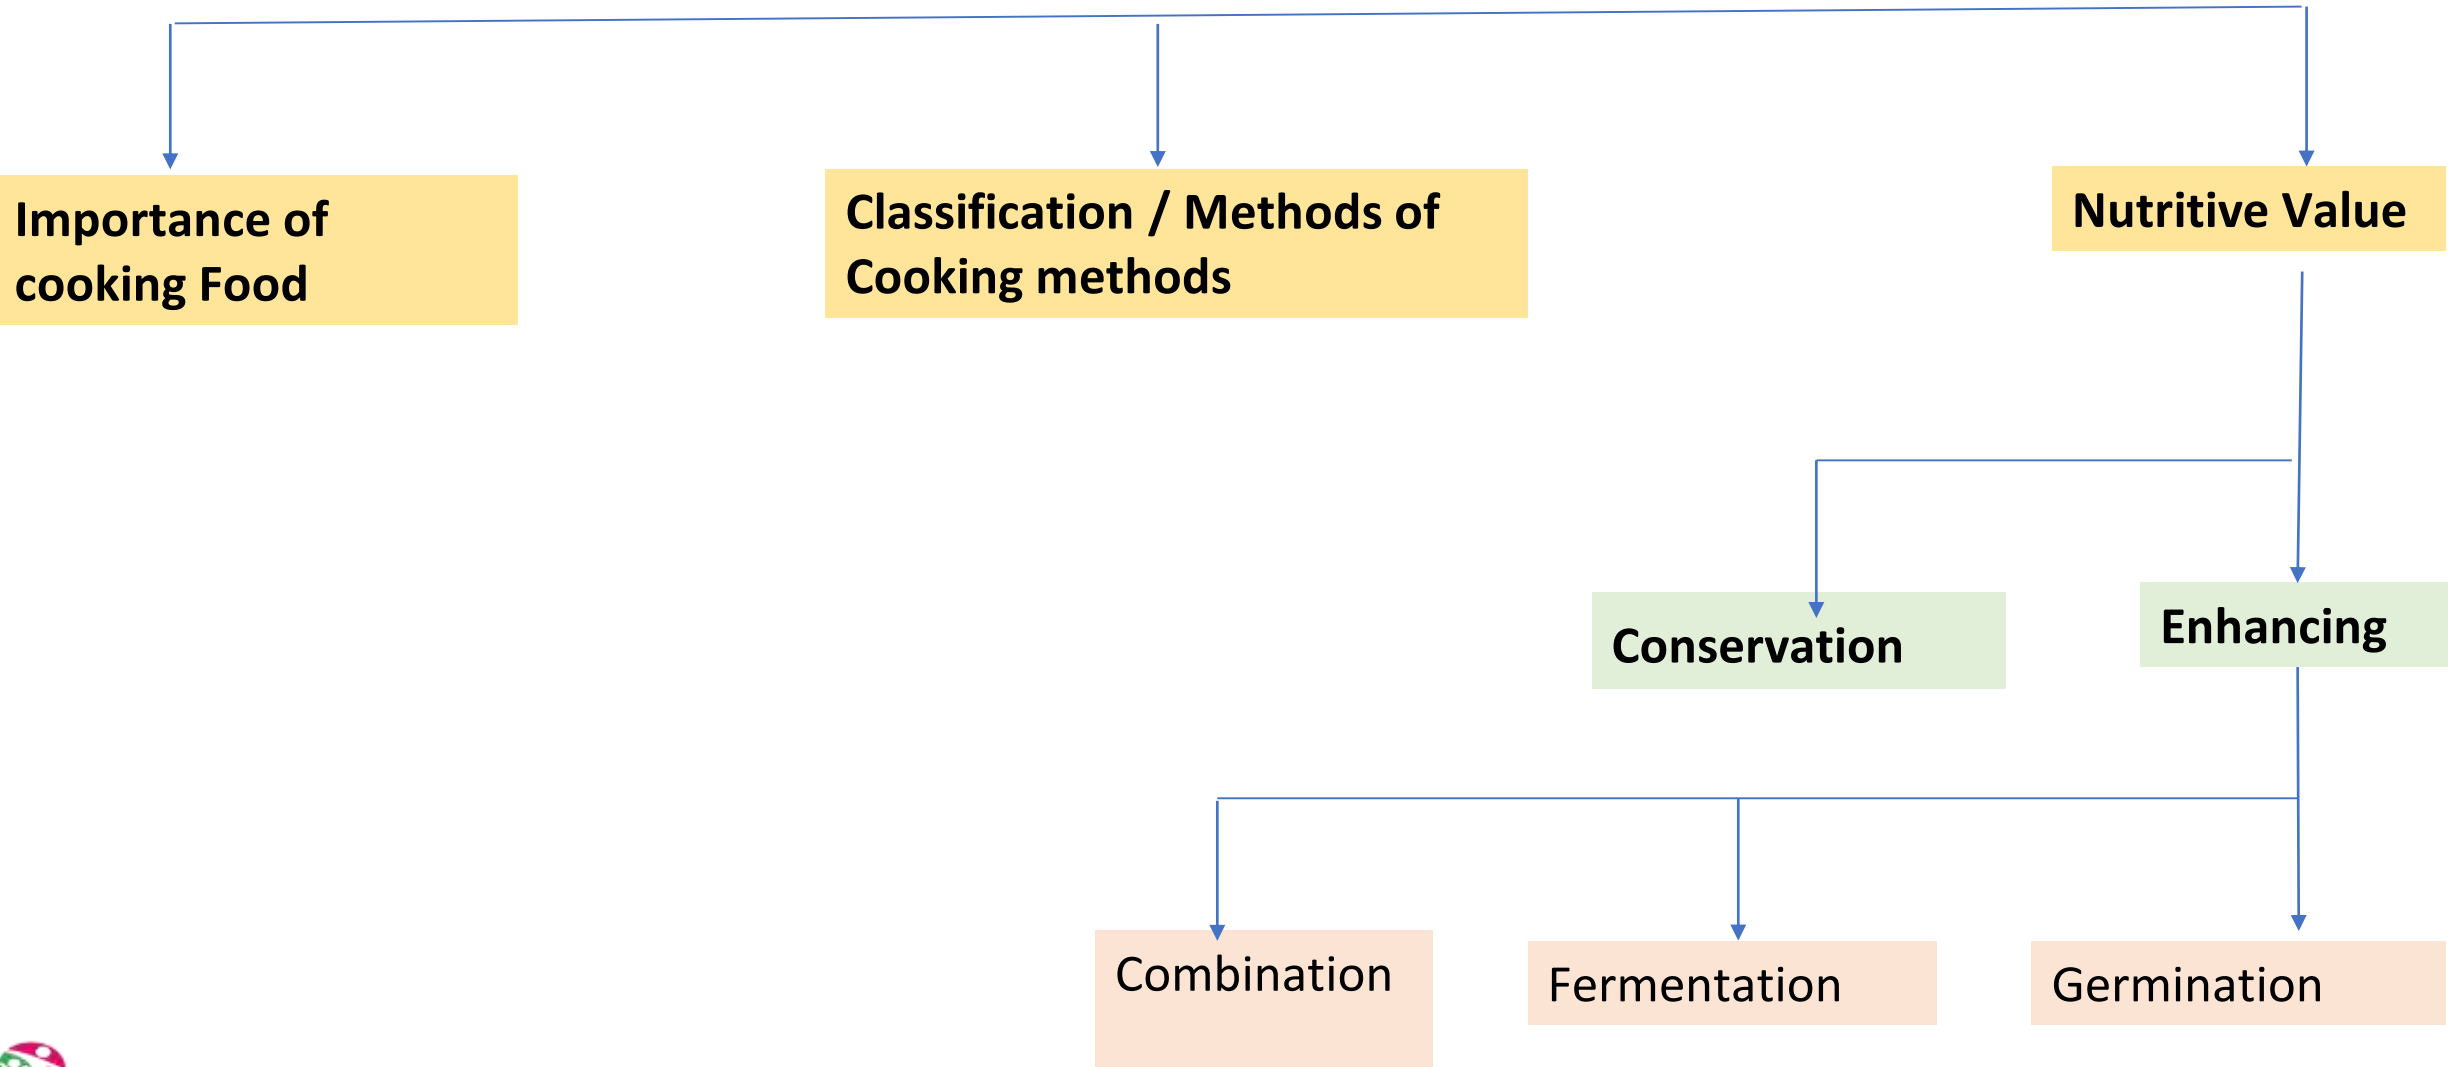 Importance of
cooking Food
Classification / Methods of
Cooking methods
Nutritive Value
Conservation
Enhancing
Combination
Fermentation
Germination